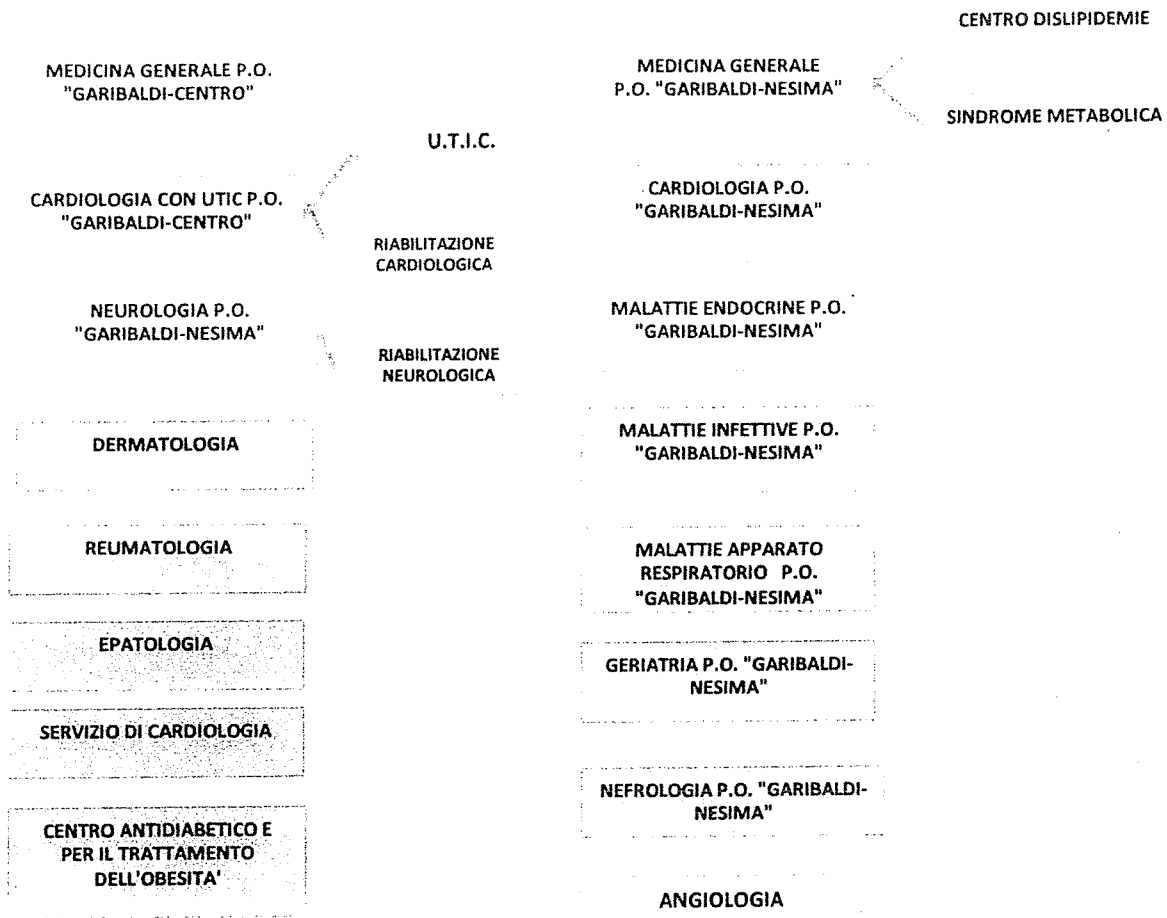 MEDICINA GENERALE P.O.
"GARIBALDI-CENTRO"
U.T.I.C.
CARDIOLOGIA CON UTIC P.O.
"GARIBALDI-CENTRO"
RIABILITAZIONE
CARDIOLOGICA
NEUROLOGIA P.O.
"GARIBALDI-NESIMA"
RIABILITAZIONE
NEUROLOGICA
DERMATOLOGIA
REUMATOLOGIA
EPATOLOGIA
SERVIZIO DI CARDIOLOGIA
CENTRO ANTIDIABETICO E
PER IL TRATTAMENTO
DELL'OBESITA'
CENTRO DISLIPIDEMIE
MEDICINA GENERALE
P.O. "GARIBALDI-NESIMA"
SINDROME METABOLICA
CARDIOLOGIA P.O.
"GARIBALDI-NESIMA"
MALATTIE ENDOCRINE P.O.
"GARIBALDI-NESIMA"
MALATTIE INFETTIVE P.O.
"GARIBALDI-NESIMA"
MALATTIE APPARATO
RESPIRATORIO P.O.
"GARIBALDI-NESIMA"
GERIATRIA P.O. "GARIBALDI-
NESIMA"
NEFROLOGIA P.O. "GARIBALDI-
NESIMA"
ANGIOLOGIA